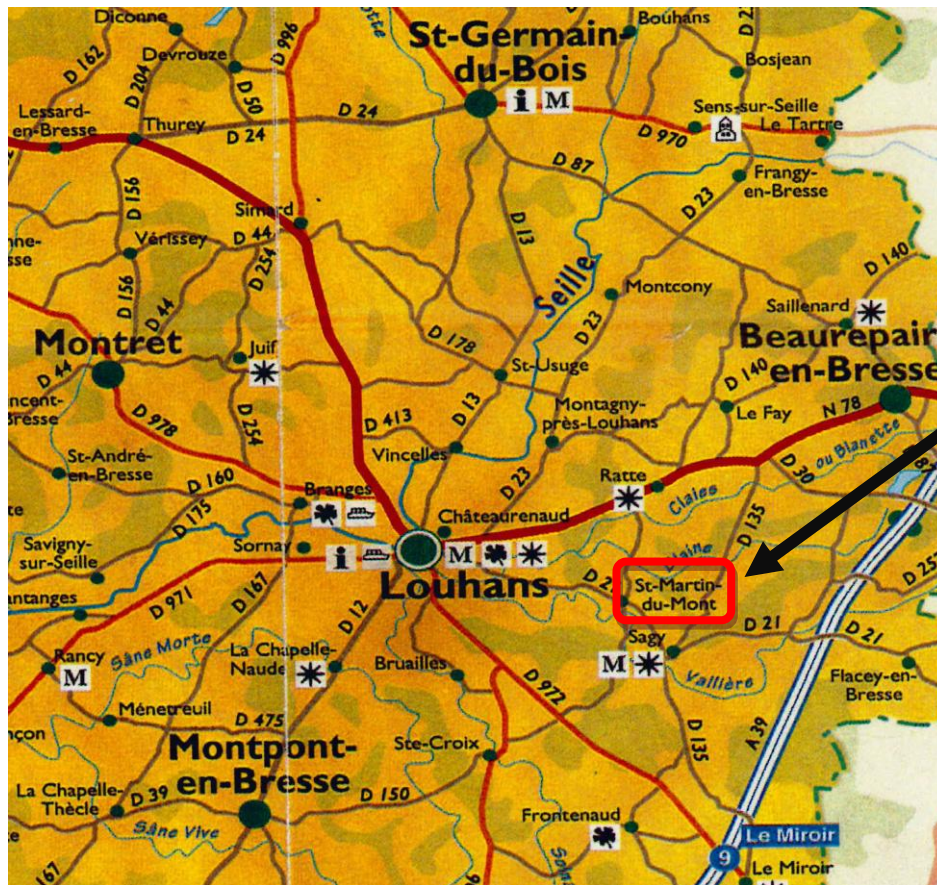 Diconne
Devrouze
D 162
D 204
D 50
D 996
St-Germain-
du-Bois
i M
Bouhans
Bosjean
Sens-sur-Seille
Le Tartre
D 970
Lessard-
en-Bresse
Thurey
D 24
D 24
D 87
Frangy-
en-Bresse
D 23
D 156
Simard
Vérissey
D 44
D 254
D 13
Seille
Montcony
D 140
Saillenard
D 156
D 44
D 23
Montret
Juif
D 178
St-Usuge
Beaurepair
en-Bresse
D 44
D 140
D 978
D 254
D 413
D 13
Montagny-
près-Louhans
Le Fay
N 78
St-André-
en-Bresse
Vincelles
ou Blanette
D 160
Branges
D 23
Ratte
Claies
D 30
D 175
Châteaurenaud
D 135
Savigny-
sur-Seille
Sornay
i
M
Louhans
St-Martin-
du-Mont
D 971
D 167
D 12
Sagy
D 21
D 21
Rancy
M
Sâne Morte
La Chapelle-
Naude
Bruailles
M
Vallière
Flacey-en-
Bresse
D 972
Ménetreuil
D 475
Ste-Croix
D 135
A 39
Montpont-
en-Bresse
La Chapelle-
Thècle
D 39
D 150
Sâne Vive
Frontenaud
Le Miroir
9
Le Miroir